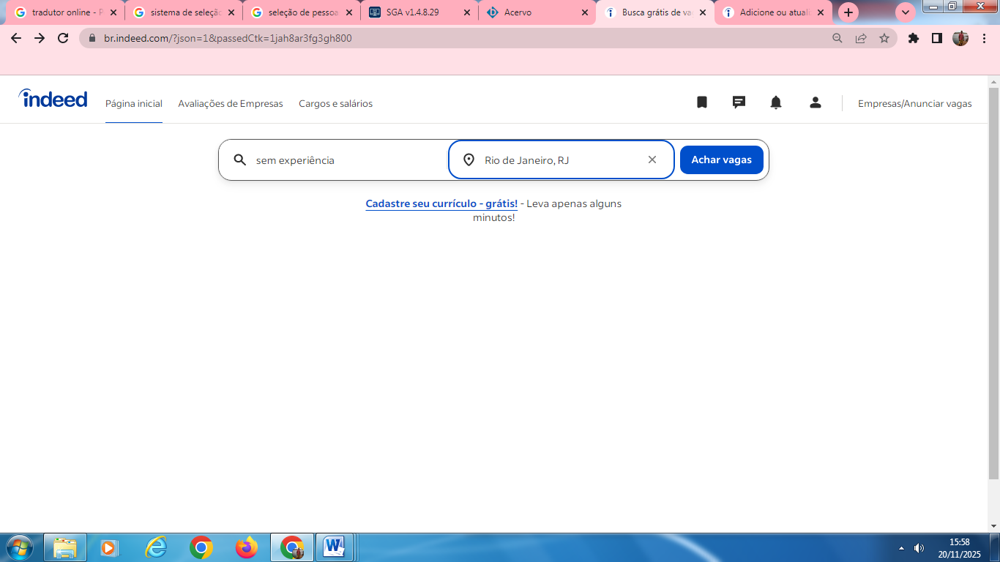 tradutor online - P
sistema de seleçã
seleção de pessoa
SGA v1.4.8.29
Acervo
Busca grátis de va
Adicione ou atuali
br.indeed.com/?json=1&passedCtk=1jah8ar3fg3gh800
indeed
Página inicial
Avaliações de Empresas
Cargos e salários
Empresas/Anunciar vagas
sem experiência
Rio de Janeiro, RJ
Achar vagas
Cadastre seu currículo - grátis! - Leva apenas alguns
minutos!
15:58
20/11/2025